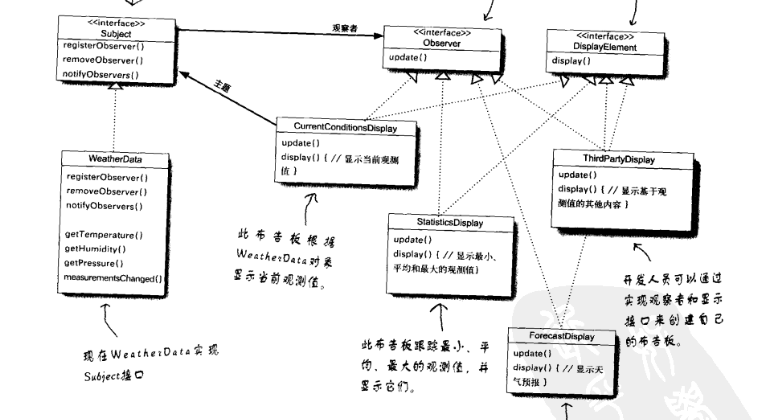 <<interface>>
Subject
registerObserver()
removeObserver()
notifyObservers()
观察者
<<interface>>
Observer
update()
<<interface>>
DisplayElement
display()
主题
CurrentConditionsDisplay
update()
display() { // 显示当前观测
值 }
WeatherData
registerObserver()
removeObserver()
notifyObservers()
getTemperature()
getHumidity()
getPressure()
measurementsChanged()
ThirdPartyDisplay
update()
display() { // 显示基于观
测值的其他内容 }
StatisticsDisplay
update()
display() { // 显示最小、
平均和最大的观测值}
此布告板根据
WeatherData对象
显示当前观测值。
开发人员可以通过
实现观察者和显示
接口来创建自己
的布告板。
ForecastDisplay
update()
display() { // 显示天
气预报 }
现在WeatherData实现
Subject接口
此布告板跟踪最小、平
均、最大的观测值，并
显示它们。